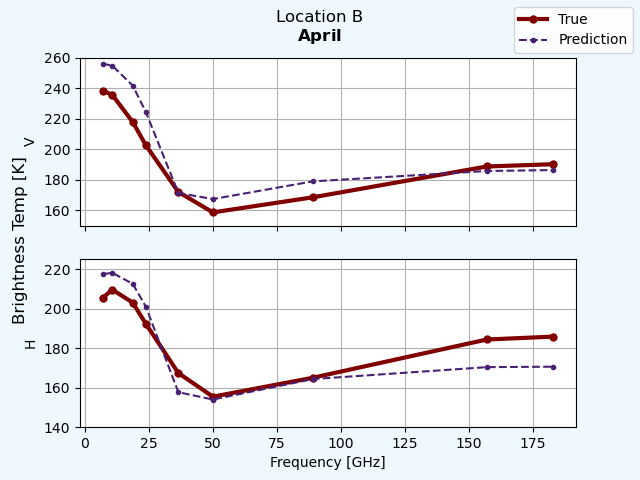 Location B
April
True
Prediction
Brightness Temp [K]
V
260
240
220
200
180
160
H
220
200
180
160
140
0 25 50 75 100 125 150 175
Frequency [GHz]